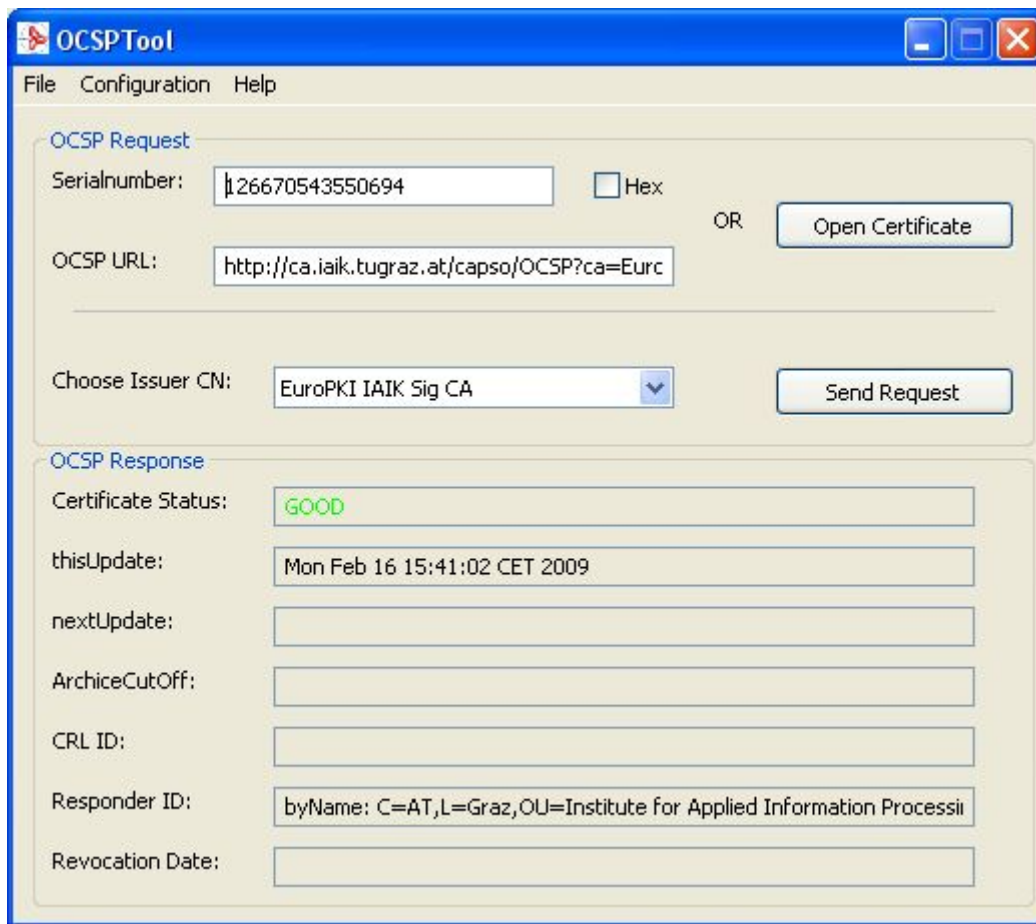 OCSPTool
File Configuration Help
OCSP Request
Serialnumber: 126670543550694 Hex
OR Open Certificate
OCSP URL: http://ca.iaik.tugraz.at/capso/OCSP?ca=Eurc
Choose Issuer CN: EuroPKI IAIK Sig CA Send Request
OCSP Response
Certificate Status: GOOD
thisUpdate: Mon Feb 16 15:41:02 CET 2009
nextUpdate:
ArchiceCutOff:
CRL ID:
Responder ID: byName: C=AT,L=Graz,OU=Institute for Applied Information Processin
Revocation Date: